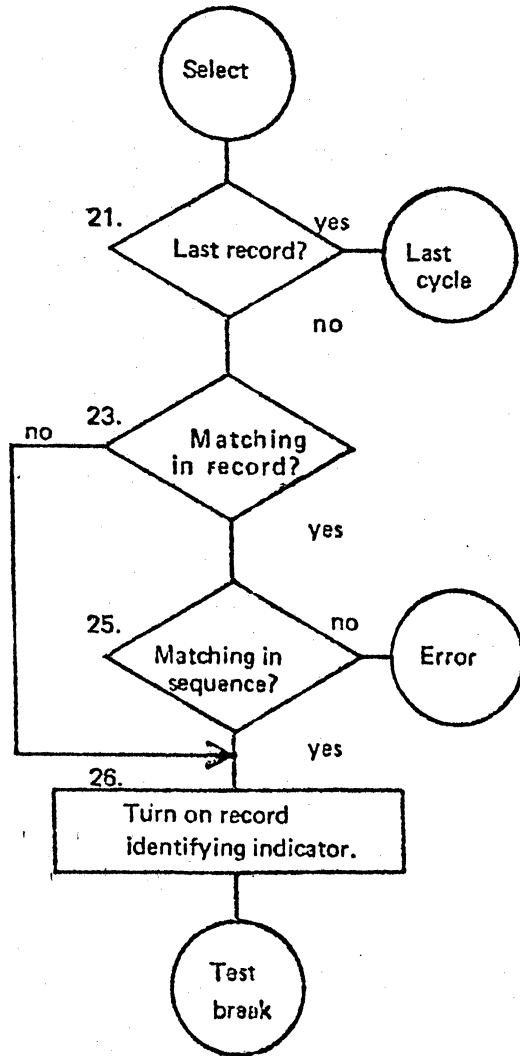 Select
21.
yes
Last record?
Last
cycle
no
23.
no
Matching
in record?
yes
25.
no
Matching in
sequence?
Error
yes
26.
Turn on record
identifying indicator.
Test
break